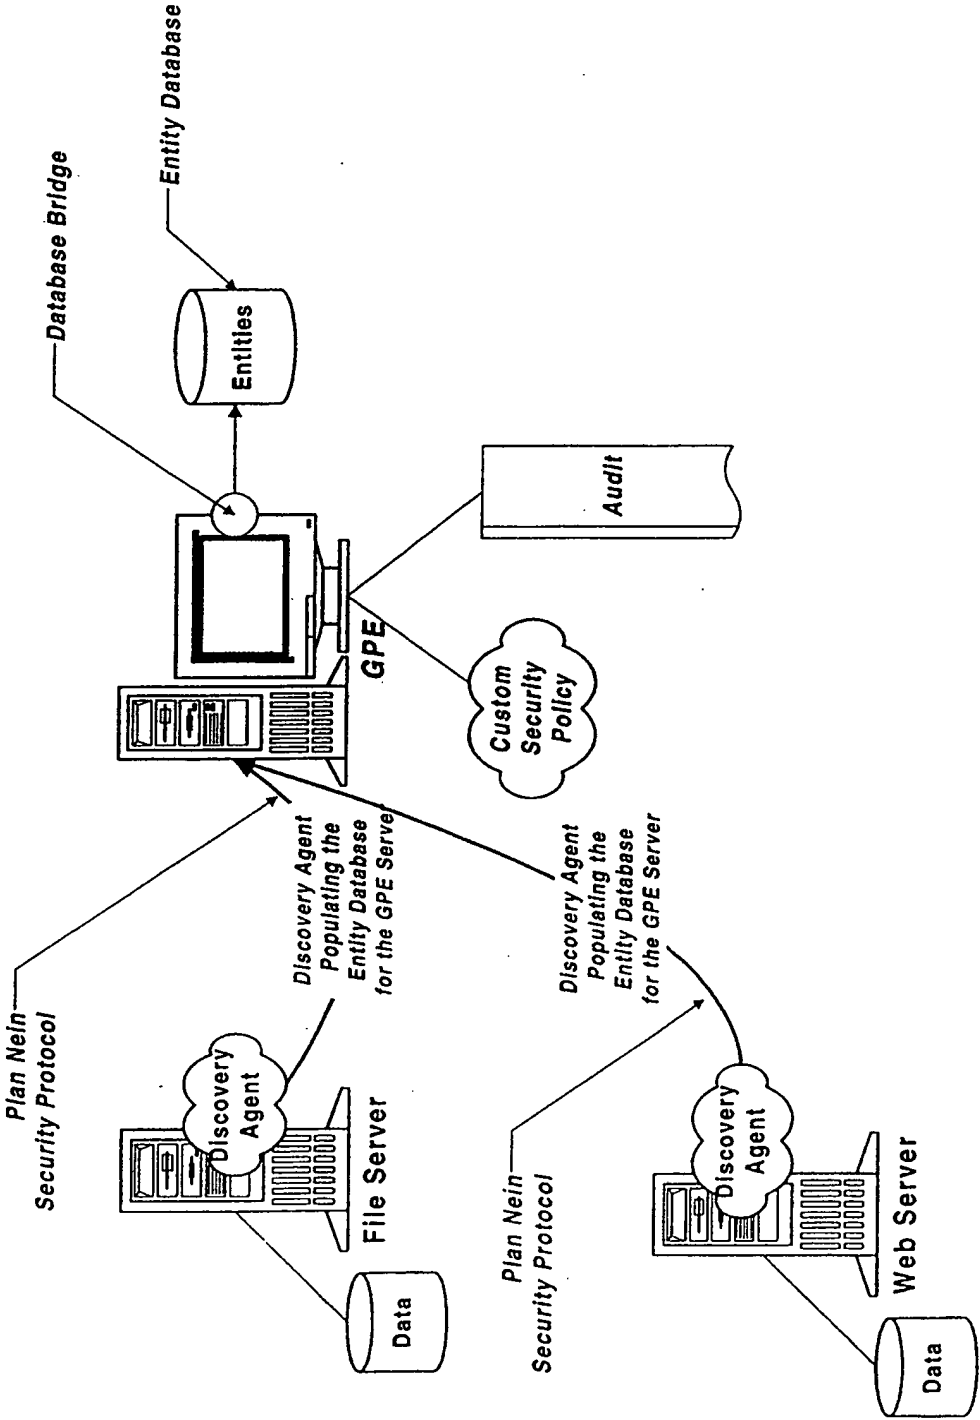 Plan Nein
Security Protocol
Database Bridge
Entity Database
Discovery
Agent
File Server
Data
Discovery Agent
Populating the
Entity Database
for the GPE Server
GPE
Entities
Plan Nein
Security Protocol
Discovery Agent
Populating the
Entity Database
for the GPE Server
Custom
Security
Policy
Audit
Discovery
Agent
Web Server
Data